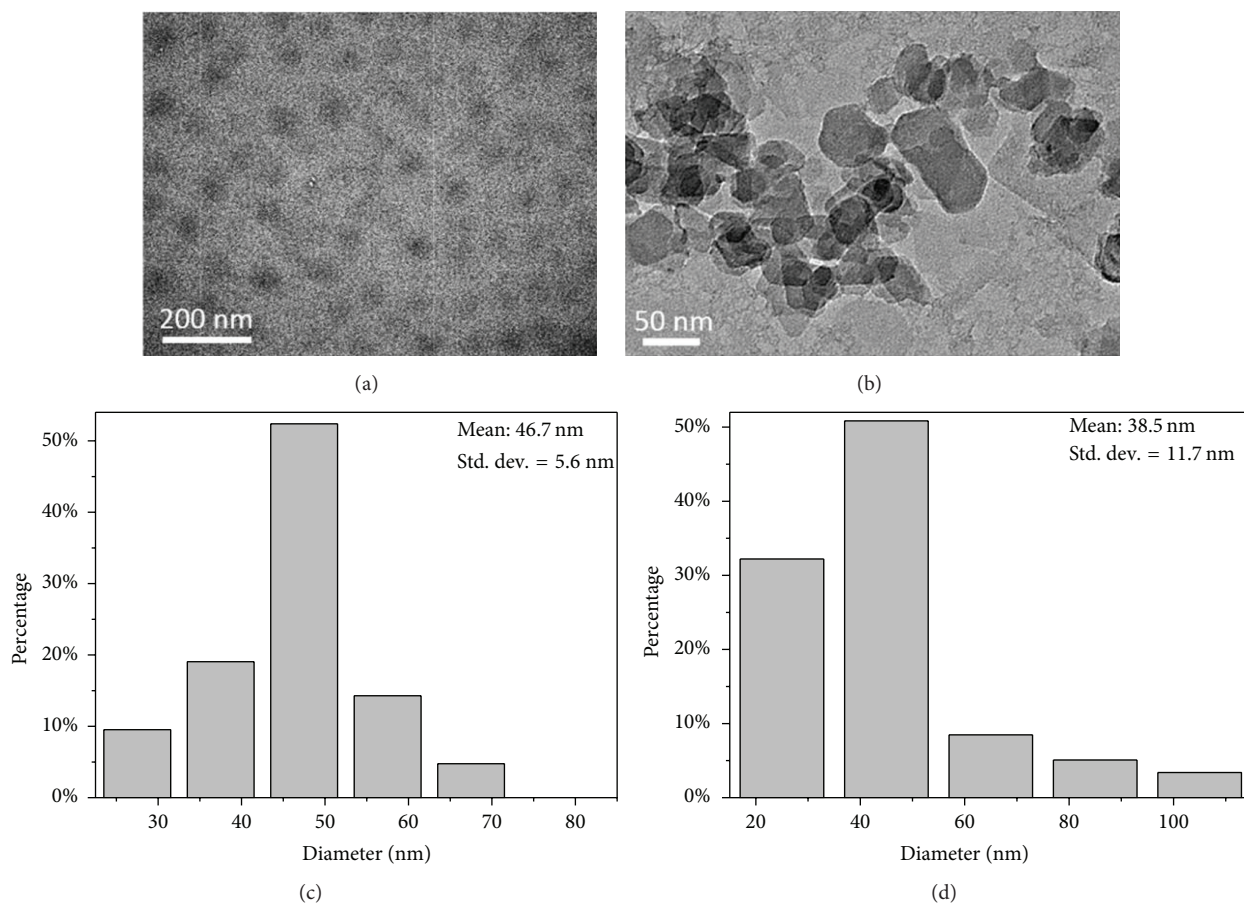 200 nm
50 nm
(a)
(b)
Mean: 46.7 nm
Std. dev. = 5.6 nm
50%
40%
30%
20%
10%
0%
Percentage
30 40 50 60 70 80
Diameter (nm)
(c)
Mean: 38.5 nm
Std. dev. = 11.7 nm
50%
40%
30%
20%
10%
0%
Percentage
20 40 60 80 100
Diameter (nm)
(d)